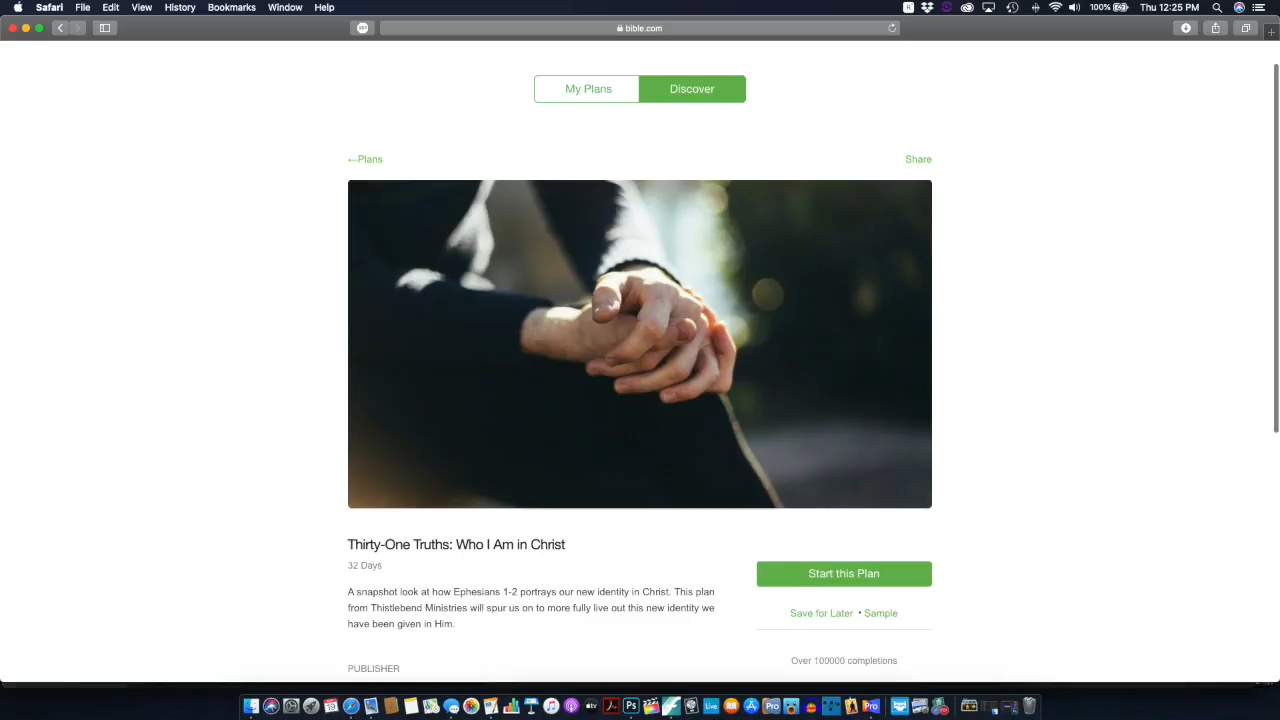 Safari File Edit View History Bookmarks Window Help
100% Thu 12:25 PM
bible.com
My Plans Discover
←Plans Share
Thirty-One Truths: Who I Am in Christ
32 Days
A snapshot look at how Ephesians 1-2 portrays our new identity in Christ. This plan
from Thistlebend Ministries will spur us on to more fully live out this new identity we
have been given in Him.
Start this Plan
Save for Later • Sample
Over 100000 completions
PUBLISHER